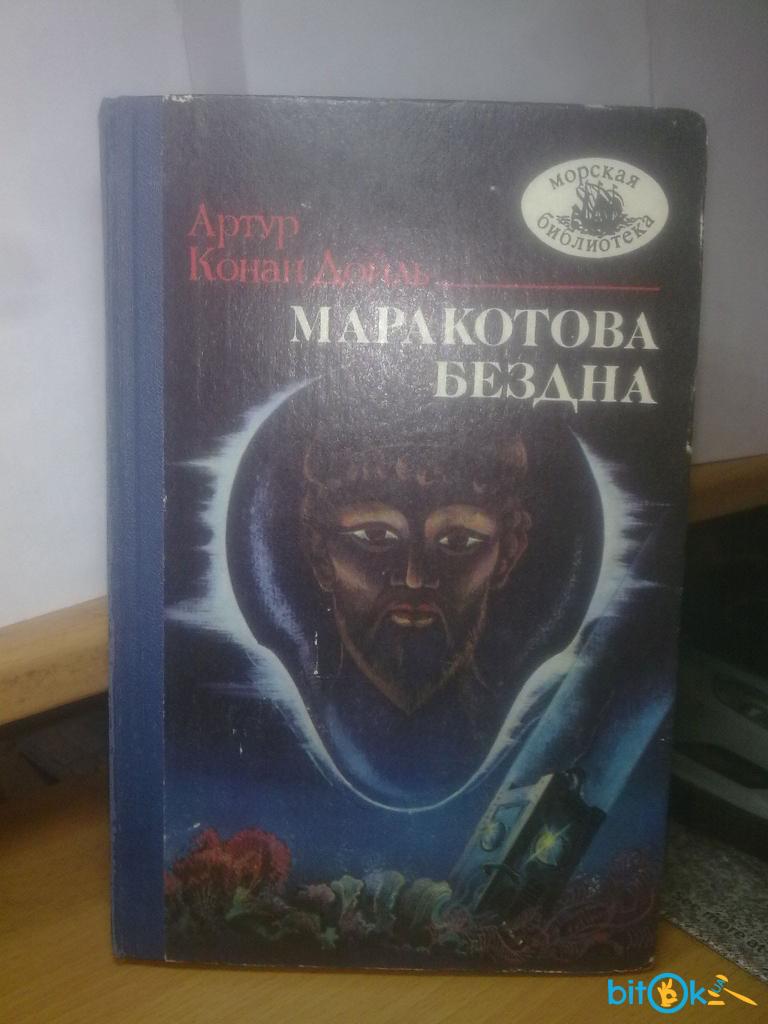 морская
библиотека
Артур
Конан Дойль
МАРАКОТОВА
БЕЗДНА
bitOk